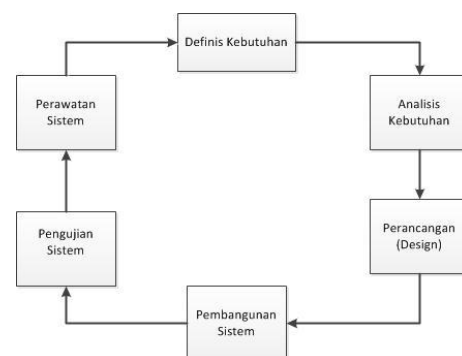 Definis Kebutuhan
Analisis
Kebutuhan
Perancangan
(Design)
Pembangunan
Sistem
Pengujian
Sistem
Perawatan
Sistem